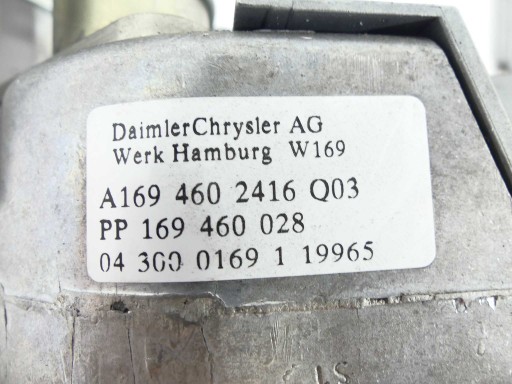 DaimlerChrysler AG
Werk Hamburg W169
A169 460 2416 Q03
PP 169 460 028
04 300 0169 1 19965